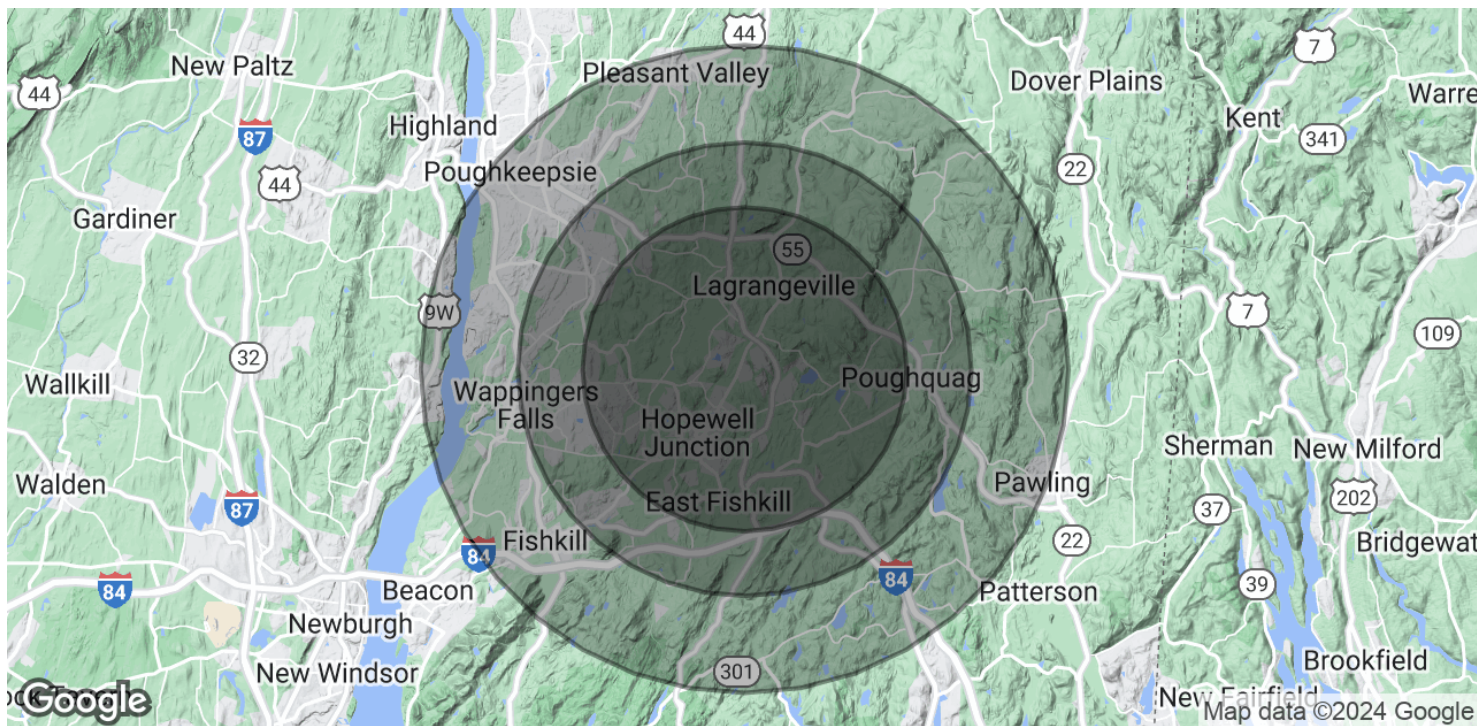 44
7
New Paltz
Pleasant Valley
Dover Plains
44
Warre
Kent
Highland
87
341
Poughkeepsie
22
44
Gardiner
55
Lagrangeville
9W
7
109
32
Wallkill
Poughquag
Wappingers
Falls
Hopewell
Junction
Sherman
New Milford
Walden
Pawling
202
East Fishkill
87
37
Fishkill
22
Bridgewat
84
84
84
39
Beacon
Patterson
Newburgh
New Windsor
301
Brookfield
Google
New Fairfield
Map data ©2024 Google